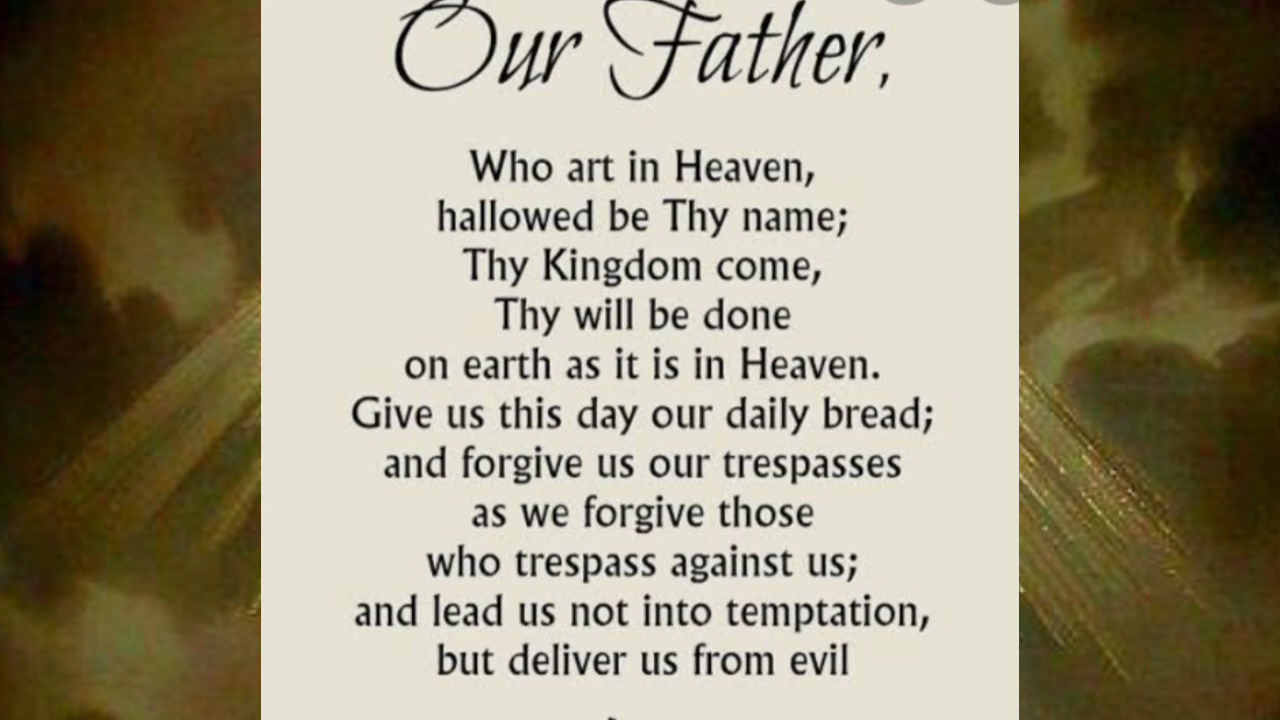 Our Father,
Who art in Heaven,
hallowed be Thy name;
Thy Kingdom come,
Thy will be done
on earth as it is in Heaven.
Give us this day our daily bread;
and forgive us our trespasses
as we forgive those
who trespass against us;
and lead us not into temptation,
but deliver us from evil